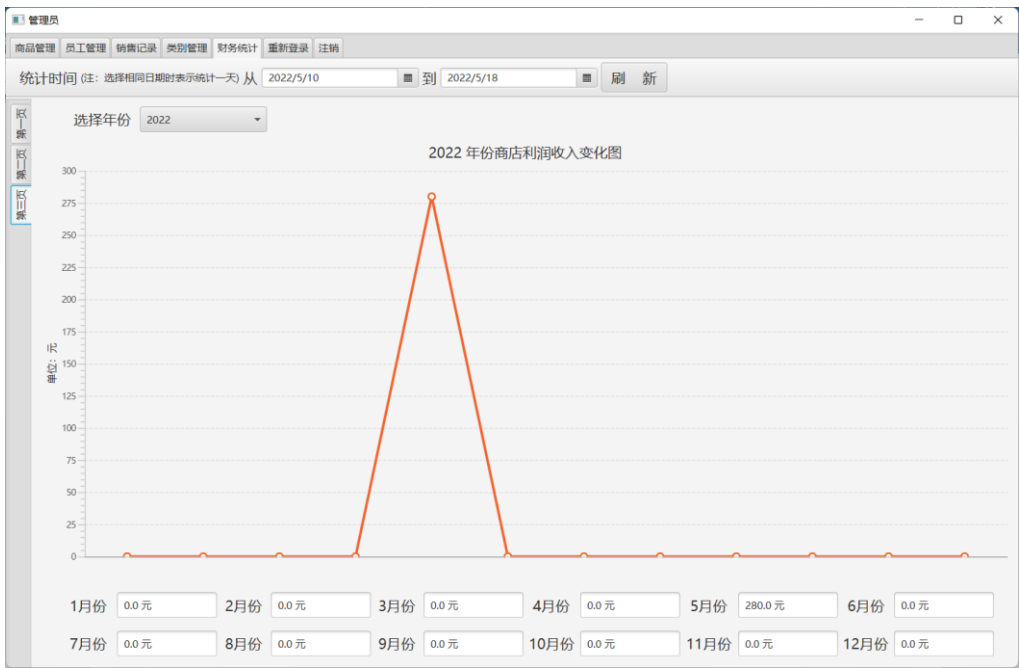 管理员
商品管理 员工管理 销售记录 类别管理 财务统计 重新登录 注销
统计时间 (注：选择相同日期时表示统计一天) 从 2022/5/10 到 2022/5/18 刷 新
第一页
第二页
第三页
选择年份 2022
2022 年份商店利润收入变化图
单位：元
300
275
250
225
200
175
150
125
100
75
50
25
0
1月份 0.0 元 2月份 0.0 元 3月份 0.0 元 4月份 0.0 元 5月份 280.0 元 6月份 0.0 元
7月份 0.0 元 8月份 0.0 元 9月份 0.0 元 10月份 0.0 元 11月份 0.0 元 12月份 0.0 元